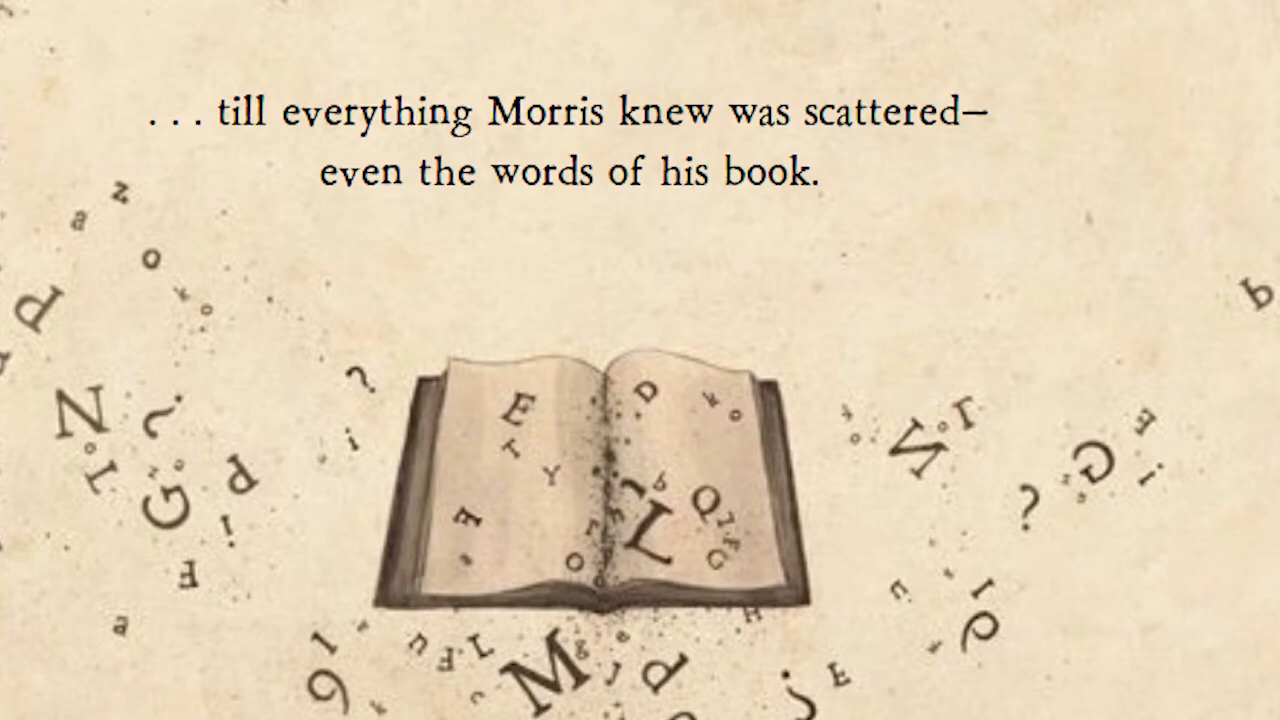 . . . till everything Morris knew was scattered—
even the words of his book.